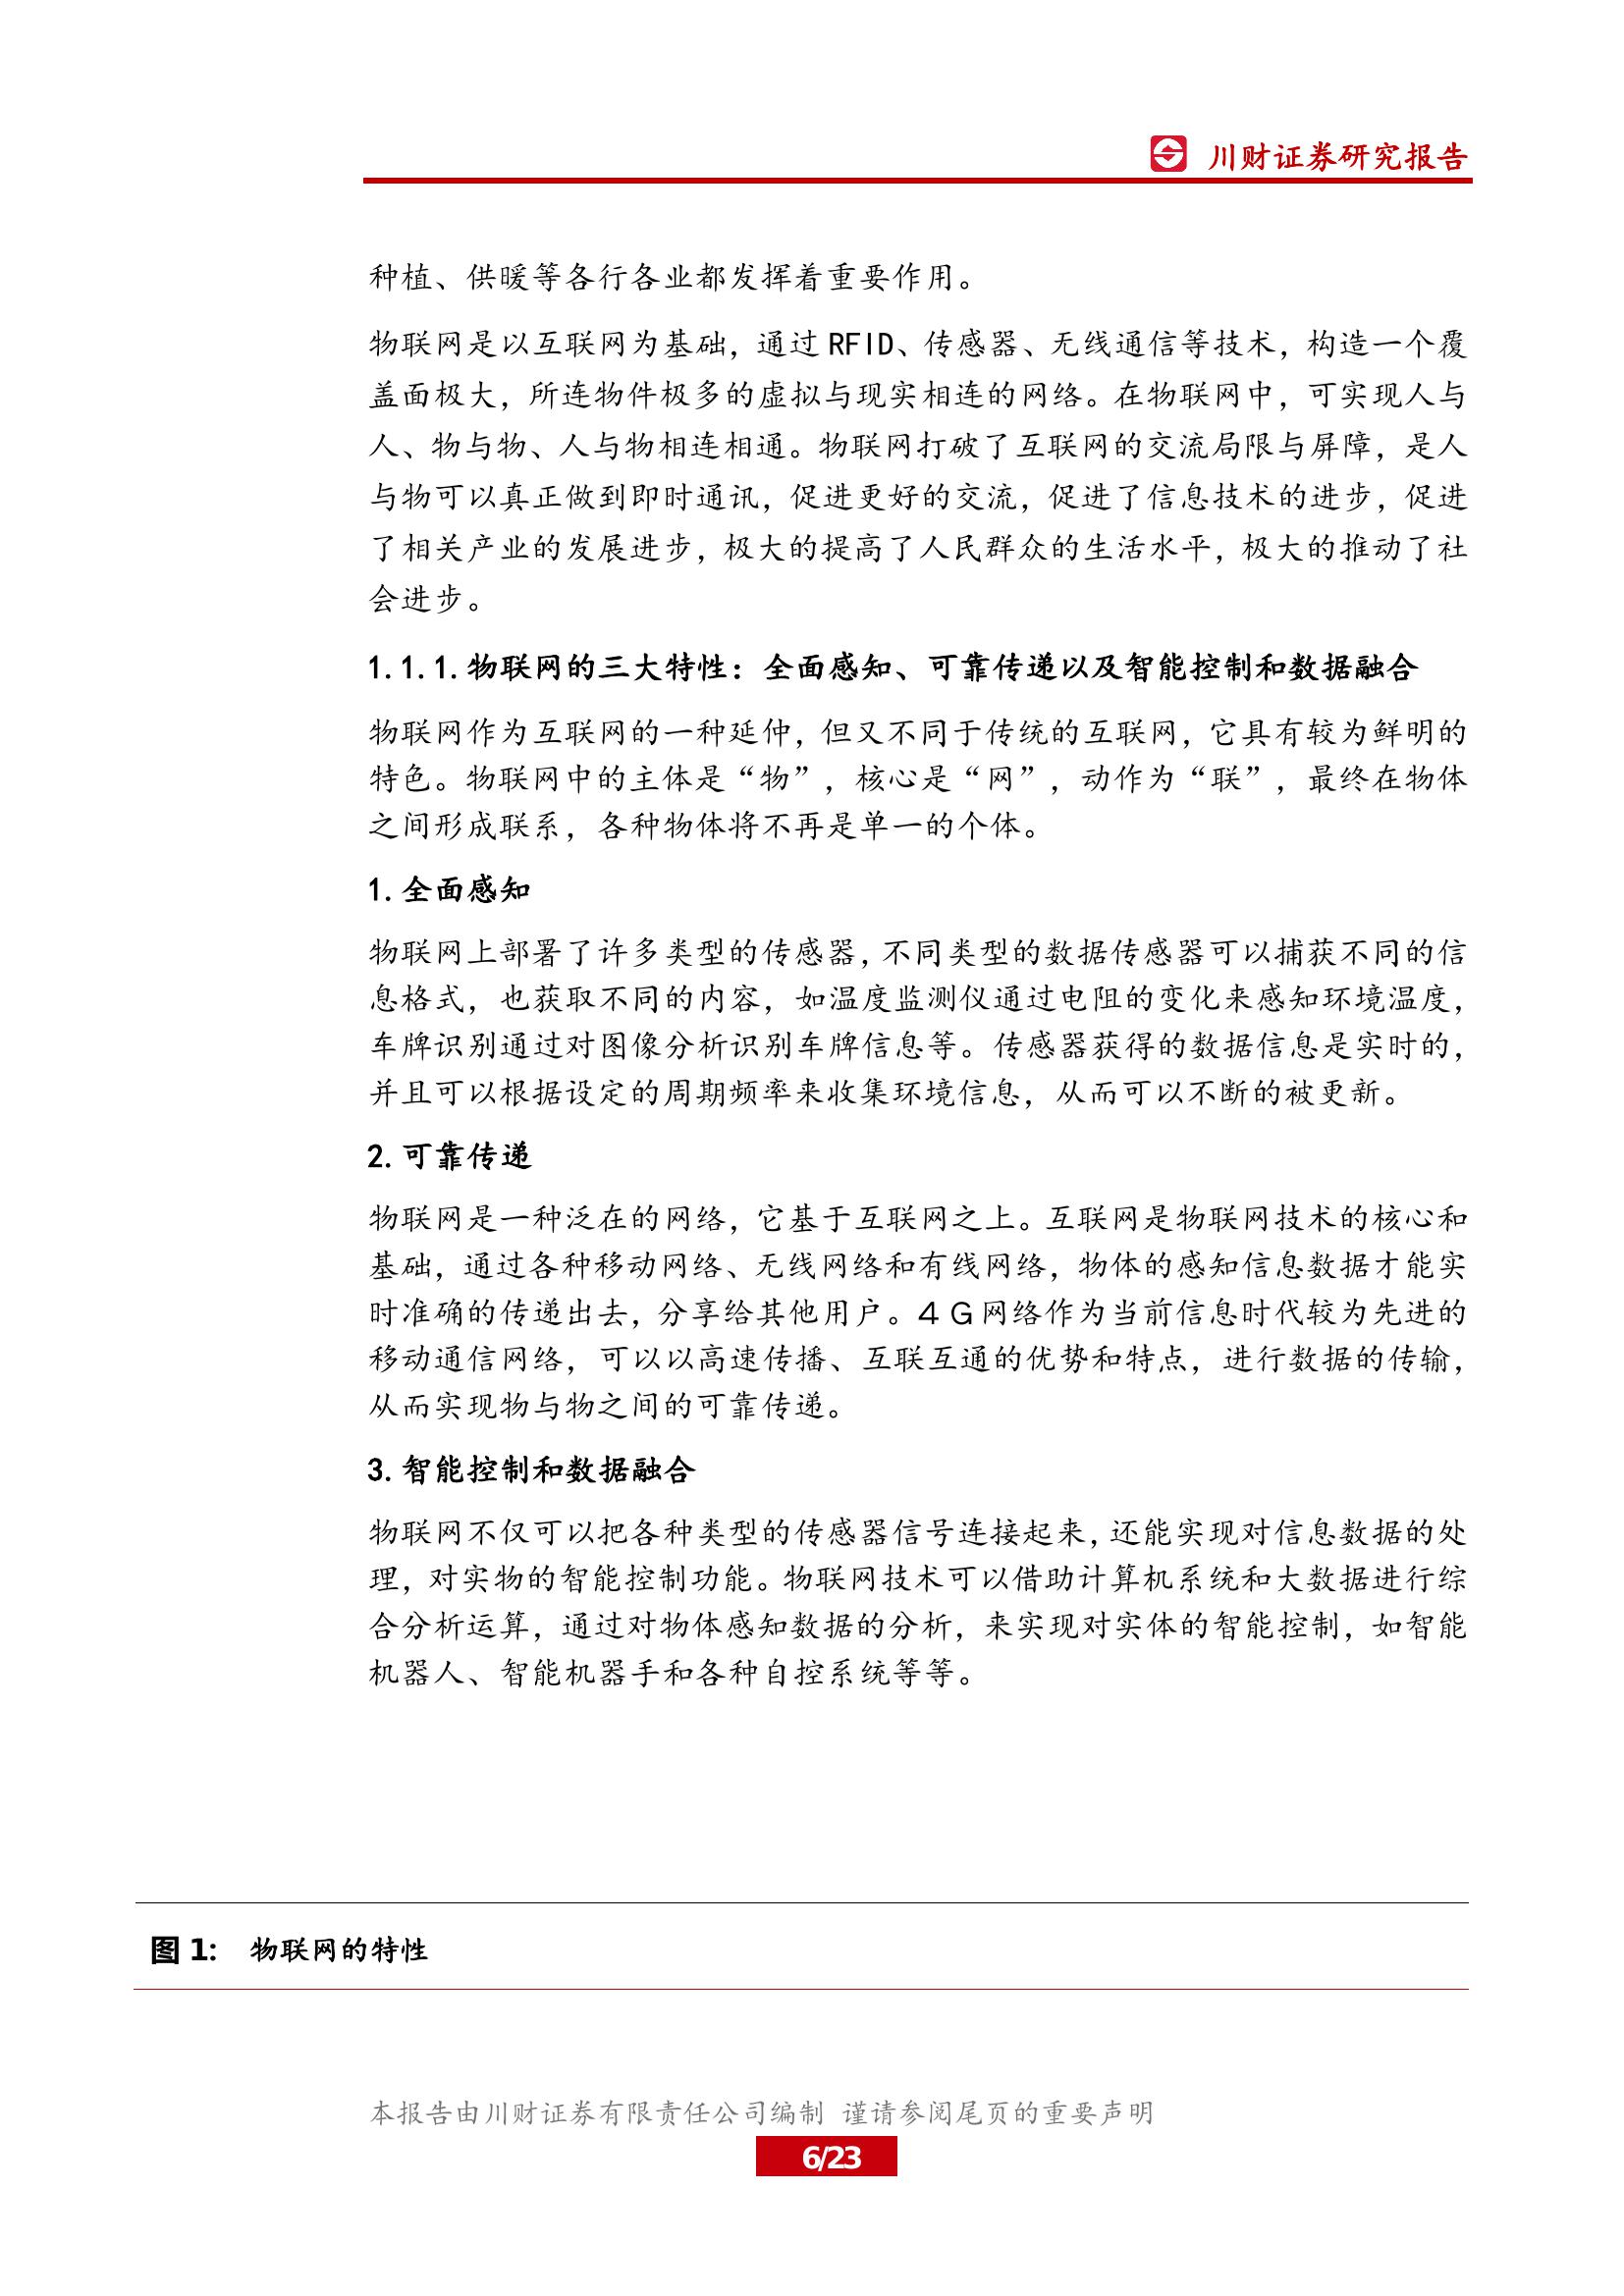 川财证券研究报告
种植、供暖等各行各业都发挥着重要作用。
物联网是以互联网为基础，通过 RFID、传感器、无线通信等技术，构造一个覆
盖面极大，所连物件极多的虚拟与现实相连的网络。在物联网中，可实现人与
人、物与物、人与物相连相通。物联网打破了互联网的交流局限与屏障，是人
与物可以真正做到即时通讯，促进更好的交流，促进了信息技术的进步，促进
了相关产业的发展进步，极大的提高了人民群众的生活水平，极大的推动了社
会进步。
1.1.1.物联网的三大特性：全面感知、可靠传递以及智能控制和数据融合
物联网作为互联网的一种延伸，但又不同于传统的互联网，它具有较为鲜明的
特色。物联网中的主体是“物”，核心是“网”，动作为“联”，最终在物体
之间形成联系，各种物体将不再是单一的个体。
1.全面感知
物联网上部署了许多类型的传感器，不同类型的数据传感器可以捕获不同的信
息格式，也获取不同的内容，如温度监测仪通过电阻的变化来感知环境温度，
车牌识别通过对图像分析识别车牌信息等。传感器获得的数据信息是实时的，
并且可以根据设定的周期频率来收集环境信息，从而可以不断的被更新。
2.可靠传递
物联网是一种泛在的网络，它基于互联网之上。互联网是物联网技术的核心和
基础，通过各种移动网络、无线网络和有线网络，物体的感知信息数据才能实
时准确的传递出去，分享给其他用户。４Ｇ网络作为当前信息时代较为先进的
移动通信网络，可以以高速传播、互联互通的优势和特点，进行数据的传输，
从而实现物与物之间的可靠传递。
3.智能控制和数据融合
物联网不仅可以把各种类型的传感器信号连接起来，还能实现对信息数据的处
理，对实物的智能控制功能。物联网技术可以借助计算机系统和大数据进行综
合分析运算，通过对物体感知数据的分析，来实现对实体的智能控制，如智能
机器人、智能机器手和各种自控系统等等。
图 1： 物联网的特性
本报告由川财证券有限责任公司编制 谨请参阅尾页的重要声明
6/23